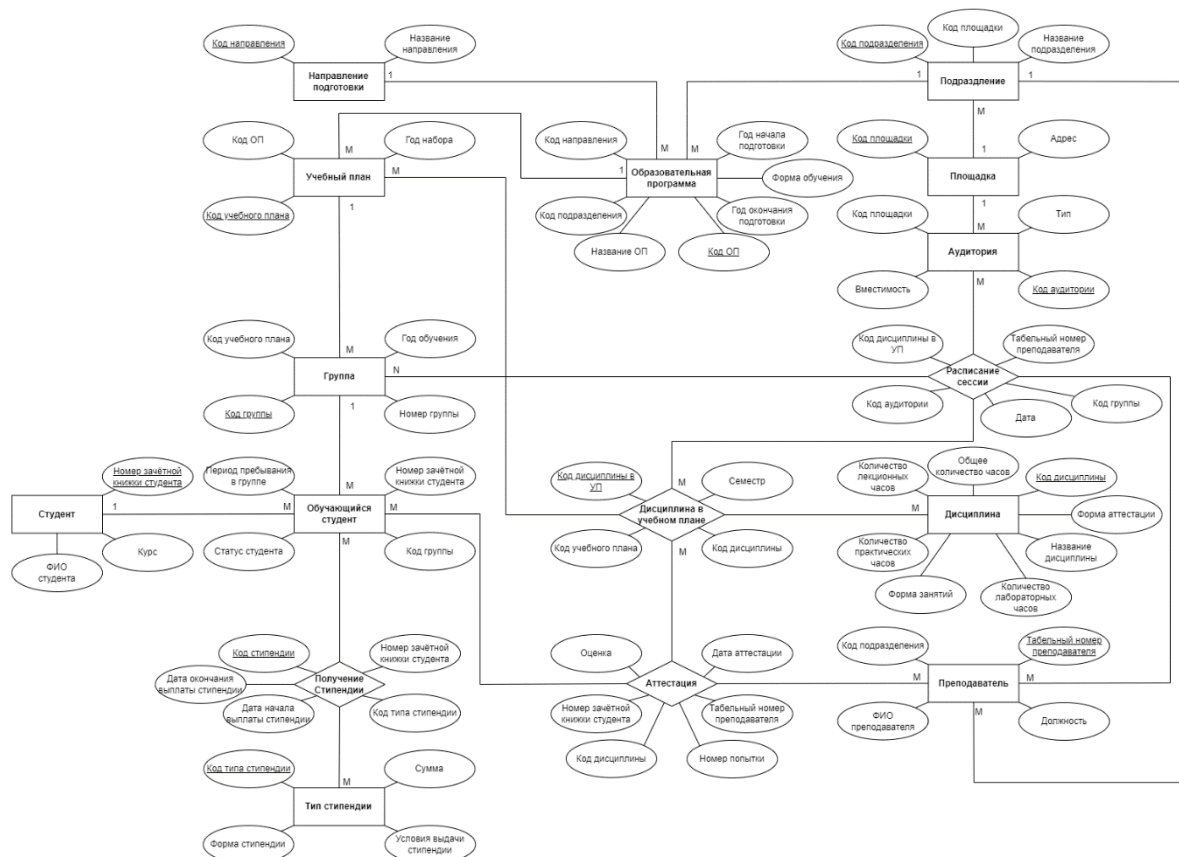 Код площадки
Код направления
Название
направления
Код подразделения
Название
подразделения
Направление
подготовки
1
1
Подраздление
1
M
Код ОП
Год набора
Код направления
Год начала
подготовки
Код площадки
Адрес
M
M
M
M
1
Учебный план
M
1
Образовательная
программа
Форма обучения
Площадка
Код учебного плана
1
Код подразделения
Год окончания
подготовки
1
Код площадки
Тип
M
Название ОП
Код ОП
Аудитория
Вместимость
M
Код аудитории
Код учебного плана
Год обучения
Код дисциплины в
УП
Табельный номер
преподавателя
M
Группа
N
Расписание
сессии
Код группы
1
Номер группы
Код аудитории
Дата
Код группы
Номер зачётной
книжки студента
Период пребывания
в группе
Номер зачётной
книжки студента
Код дисциплины в
УП
M
Семестр
Количество
лекционных
часов
Общее
количество часов
Код дисциплины
M
Студент
1
M
Обучающийся
студент
M
Дисциплина в
учебном плане
M
Дисциплина
Форма аттестации
ФИО
студента
Курс
Статус студента
M
Код группы
Код учебного плана
M
Код дисциплины
Количество
практических
часов
Название
дисциплины
Форма занятий
Количество
лабораторных
часов
Код стипендии
Номер зачётной
книжки студента
Оценка
Дата аттестации
Код подразделения
Табельный номер
преподавателя
Дата окончания
выплаты стипендии
Получение
Стипендии
Аттестация
M
Преподаватель
M
Дата начала
выплаты стипендии
Код типа стипендии
Номер зачётной
книжки студента
Табельный номер
преподавателя
ФИО
преподавателя
M
Должность
Код дисциплины
Номер попытки
Код типа стипендии
Сумма
M
Тип стипендии
Форма стипендии
Условия выдачи
стипендии